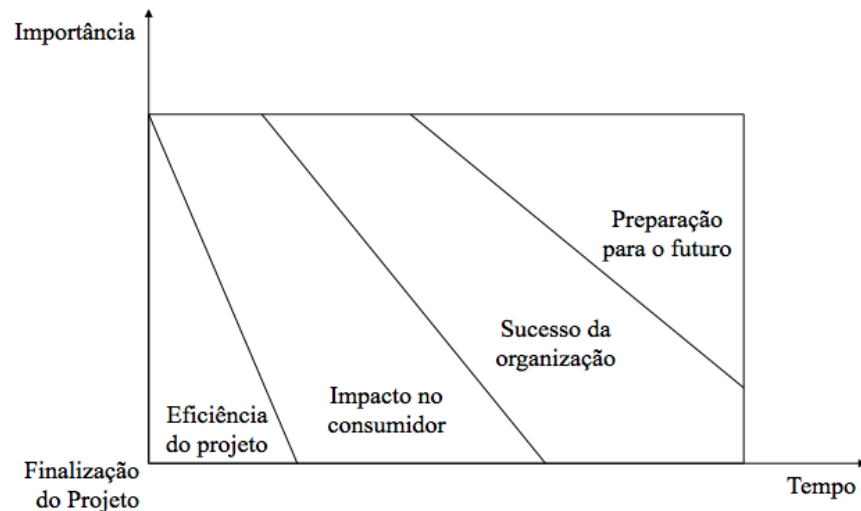 Importância
Preparação
para o futuro
Sucesso da
organização
Impacto no
consumidor
Eficiência
do projeto
Finalização
do Projeto
Tempo